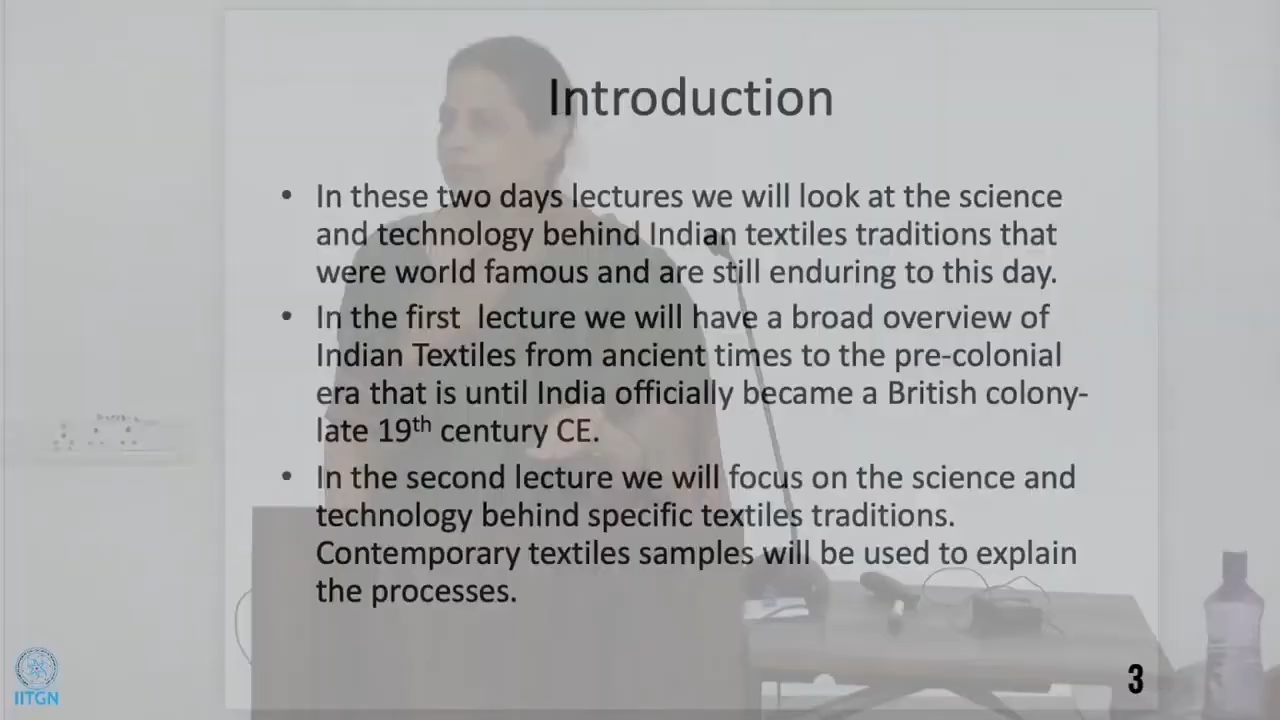 Introduction
• In these two days lectures we will look at the science
and technology behind Indian textiles traditions that
were world famous and are still enduring to this day.
• In the first  lecture we will have a broad overview of
Indian Textiles from ancient times to the pre-colonial
era that is until India officially became a British colony-
late 19th century CE.
• In the second lecture we will focus on the science and
technology behind specific textiles traditions.
Contemporary textiles samples will be used to explain
the processes.
IITGN
3